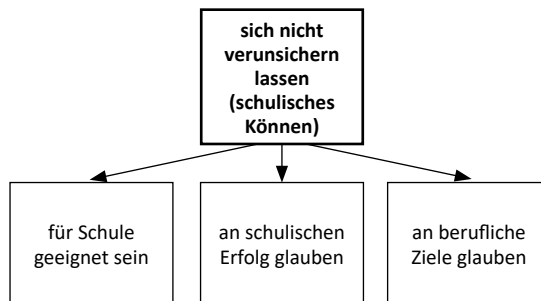 sich nicht
verunsichern
lassen
(schulisches
Können)
für Schule
geeignet sein
an schulischen
Erfolg glauben
an berufliche
Ziele glauben